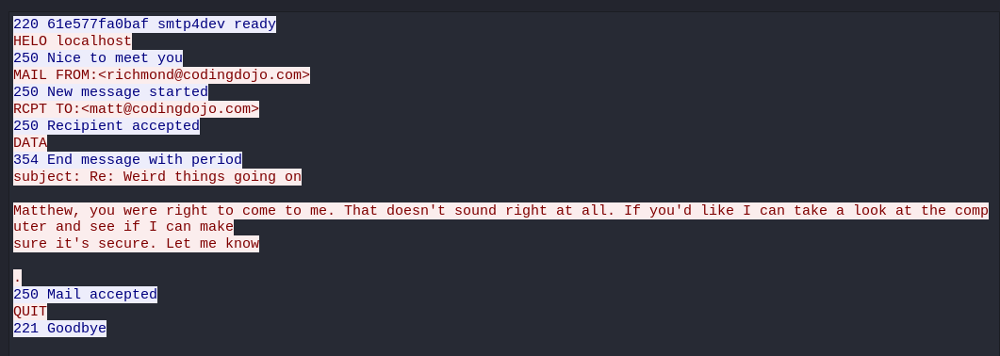 220 61e577fa0baf smtp4dev ready
HELO localhost
250 Nice to meet you
MAIL FROM:<richmond@codingdojo.com>
250 New message started
RCPT TO:<matt@codingdojo.com>
250 Recipient accepted
DATA
354 End message with period
subject: Re: Weird things going on

Matthew, you were right to come to me. That doesn't sound right at all. If you'd like I can take a look at the comp
uter and see if I can make
sure it's secure. Let me know

.
250 Mail accepted
QUIT
221 Goodbye